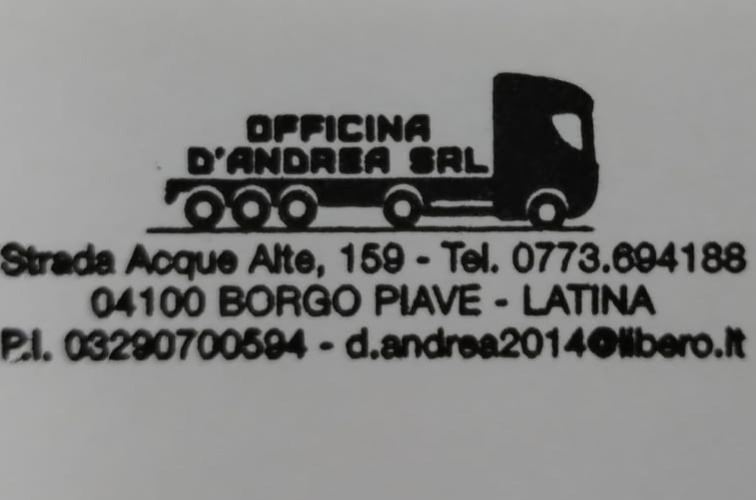 OFFICINA
D'ANDREA SRL
Strada Acque Alte, 159 - Tel. 0773.694188
04100 BORGO PIAVE - LATINA
P.I. 03290700594 - d.andrea2014@libero.it